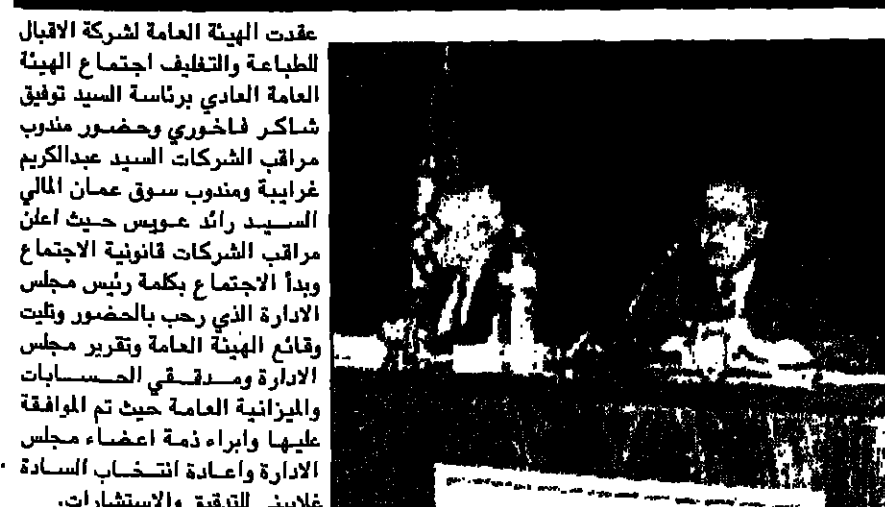 عقدت الهيئة العامة لشركة الاقبال
للطباعة والتغليف اجتماع الهيئة
العامة العادي برئاسة السيد توفيق
شاكر فاخوري وحضور مندوب
مراقب الشركات السيد عبدالكريم
غرايبة ومندوب سوق عمان المالي
السيد رائد عويس حيث اعلن
مراقب الشركات قانونية الاجتماع
وبدأ الاجتماع بكلمة رئيس مجلس
الادارة الذي رحب بالحضور وتليت
وقائع الهيئة العامة وتقرير مجلس
الادارة ومدققي الحسابات
والميزانية العامة حيث تم الموافقة
عليها وابراء ذمة اعضاء مجلس
الادارة واعادة انتخاب السادة
غلاييني للتدقيق والاستشارات.